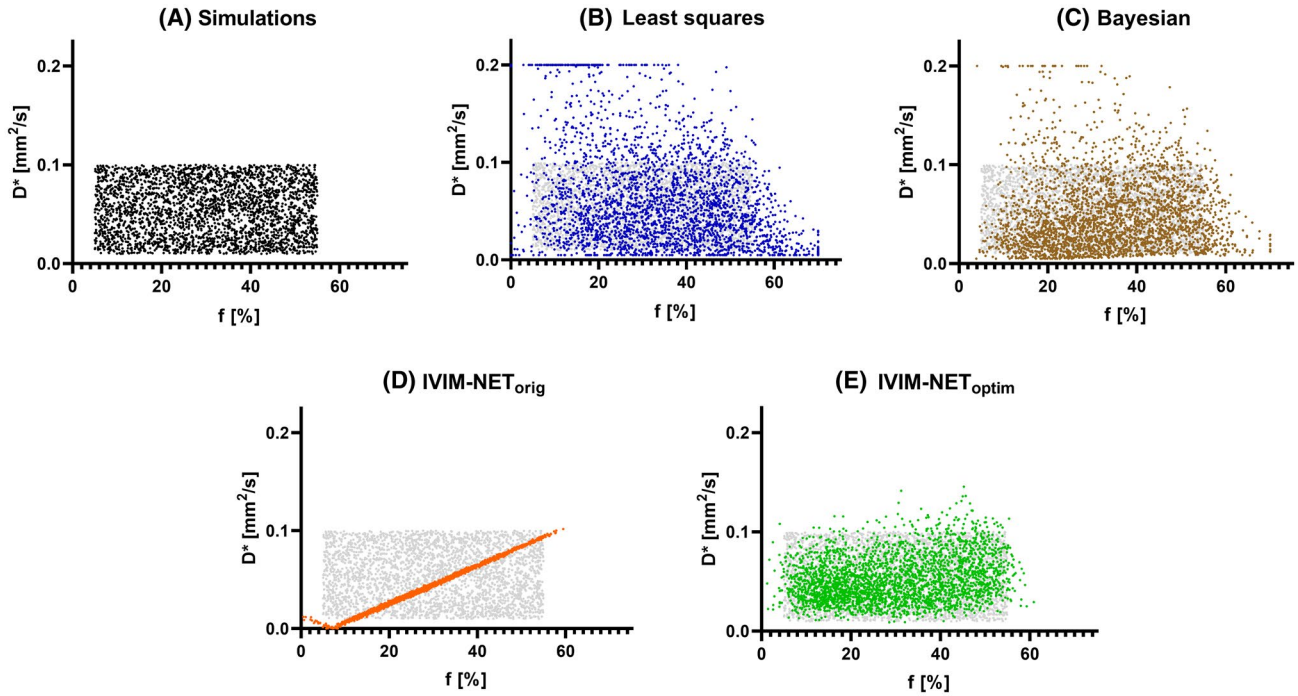 (A) Simulations
D* [mm²/s]
0.2
0.1
0.0
0 20 40 60
f [%]
(B) Least squares
D* [mm²/s]
0.2
0.1
0.0
0 20 40 60
f [%]
(C) Bayesian
D* [mm²/s]
0.2
0.1
0.0
0 20 40 60
f [%]
(D) IVIM-NETorig
D* [mm²/s]
0.2
0.1
0.0
0 20 40 60
f [%]
(E) IVIM-NEToptim
D* [mm²/s]
0.2
0.1
0.0
0 20 40 60
f [%]